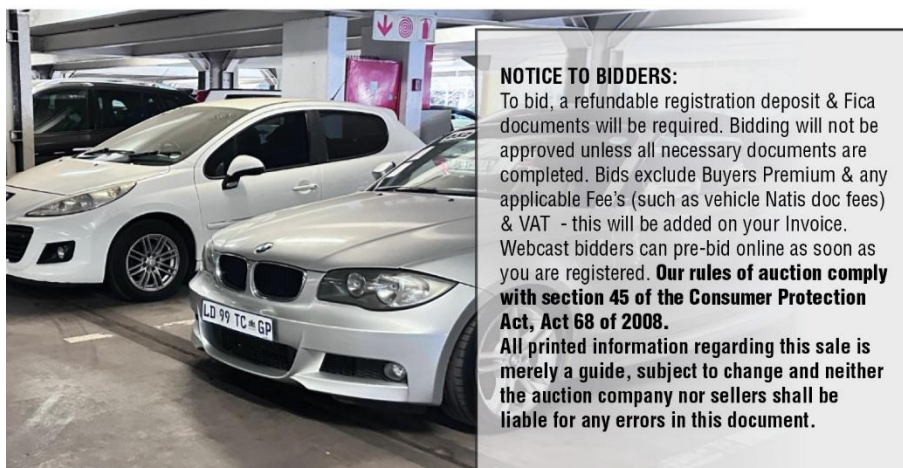 NOTICE TO BIDDERS:
To bid, a refundable registration deposit & Fica
documents will be required. Bidding will not be
approved unless all necessary documents are
completed. Bids exclude Buyers Premium & any
applicable Fee's (such as vehicle Natis doc fees)
& VAT - this will be added on your Invoice.
Webcast bidders can pre-bid online as soon as
you are registered. Our rules of auction comply
with section 45 of the Consumer Protection
Act, Act 68 of 2008.
All printed information regarding this sale is
merely a guide, subject to change and neither
the auction company nor sellers shall be
liable for any errors in this document.
LD 99 TC GP